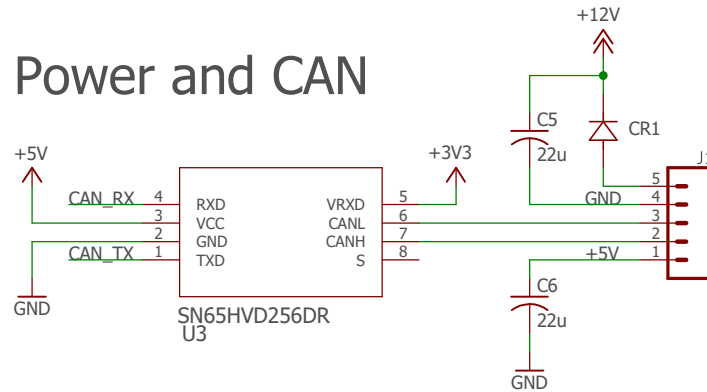 +12V
Power and CAN
C5
CR1
22u
+5V
+3V3
J1
CAN_RX 4 RXD VRXD 5
5
3 VCC CANL 6
GND 4
2 GND CANH 7
3
CAN_TX 1 TXD S 8
2
+5V 1
SN65HVD256DR
U3
C6
22u
GND
GND